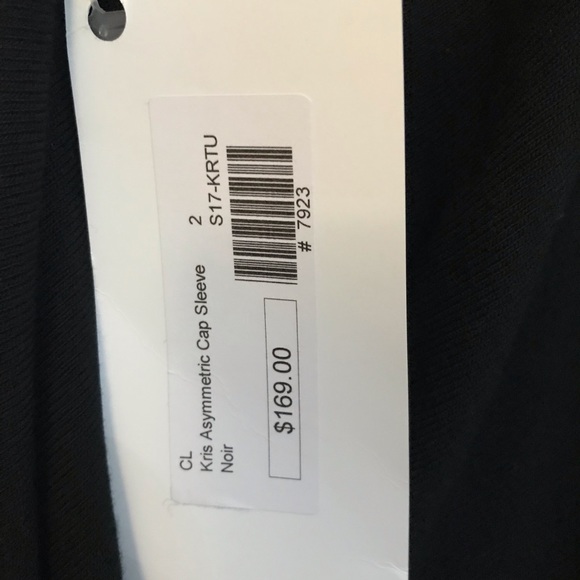 CL
Kris Asymmetric Cap Sleeve 2
Noir S17-KRTU
$169.00
# 7923